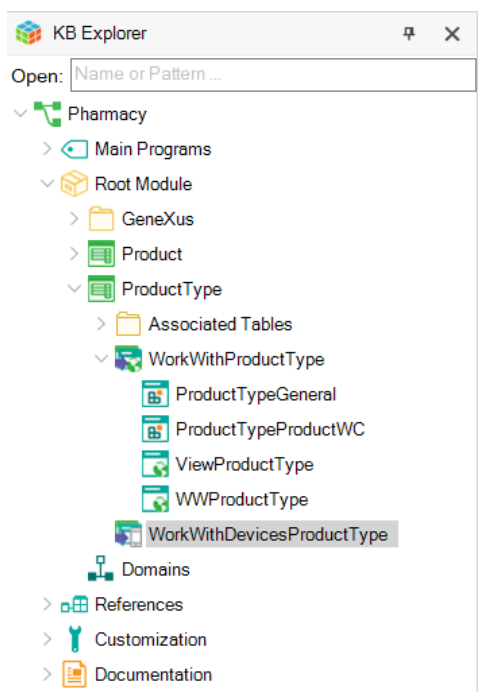 KB Explorer
Open: Name or Pattern ...
Pharmacy
Main Programs
Root Module
GeneXus
Product
ProductType
Associated Tables
WorkWithProductType
ProductTypeGeneral
ProductTypeProductWC
ViewProductType
WWProductType
WorkWithDevicesProductType
Domains
References
Customization
Documentation